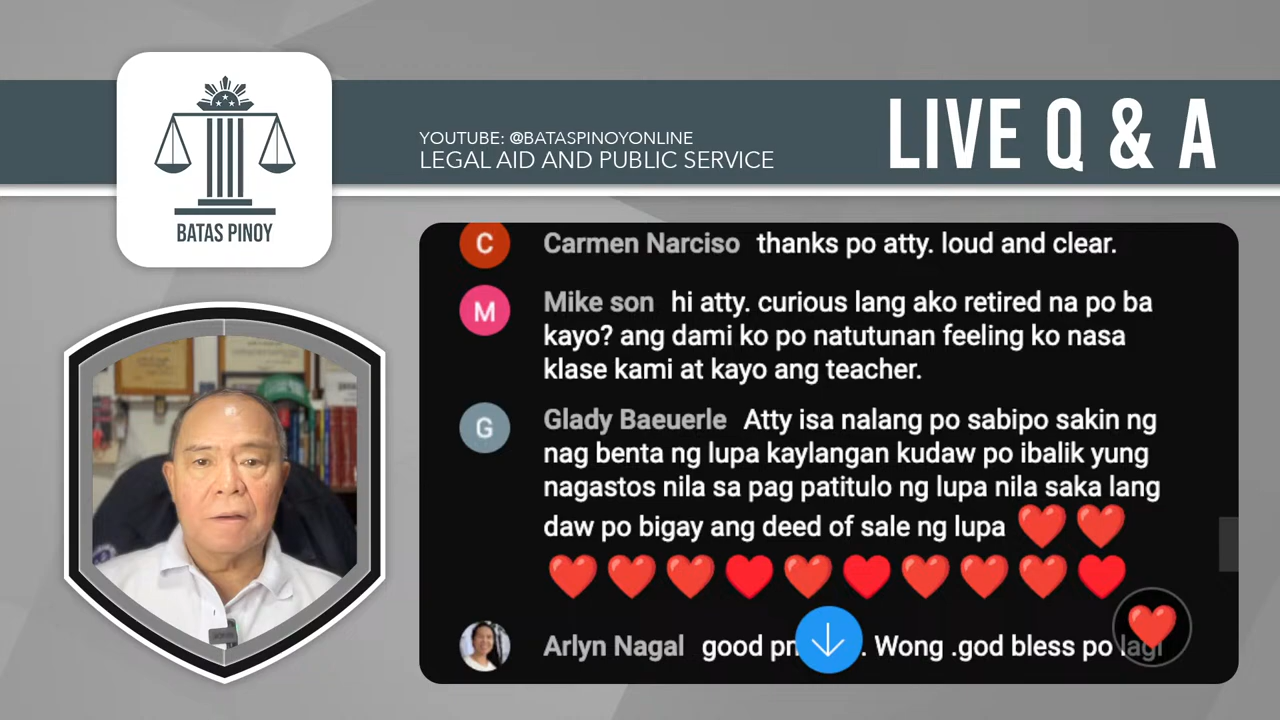 LIVE Q & A
YOUTUBE: @BATASPINOYONLINE
LEGAL AID AND PUBLIC SERVICE
BATAS PINOY
C Carmen Narciso thanks po atty. loud and clear.
M Mike son hi atty. curious lang ako retired na po ba
kayo? ang dami ko po natutunan feeling ko nasa
klase kami at kayo ang teacher.
G Glady Baeuerle Atty isa nalang po sabipo sakin ng
nag benta ng lupa kaylangan kudaw po ibalik yung
nagastos nila sa pag patitulo ng lupa nila saka lang
daw po bigay ang deed of sale ng lupa ❤️ ❤️
❤️ ❤️ ❤️ ❤️ ❤️ ❤️ ❤️ ❤️ ❤️ ❤️
Arlyn Nagal good . Wong .god bless po lagi